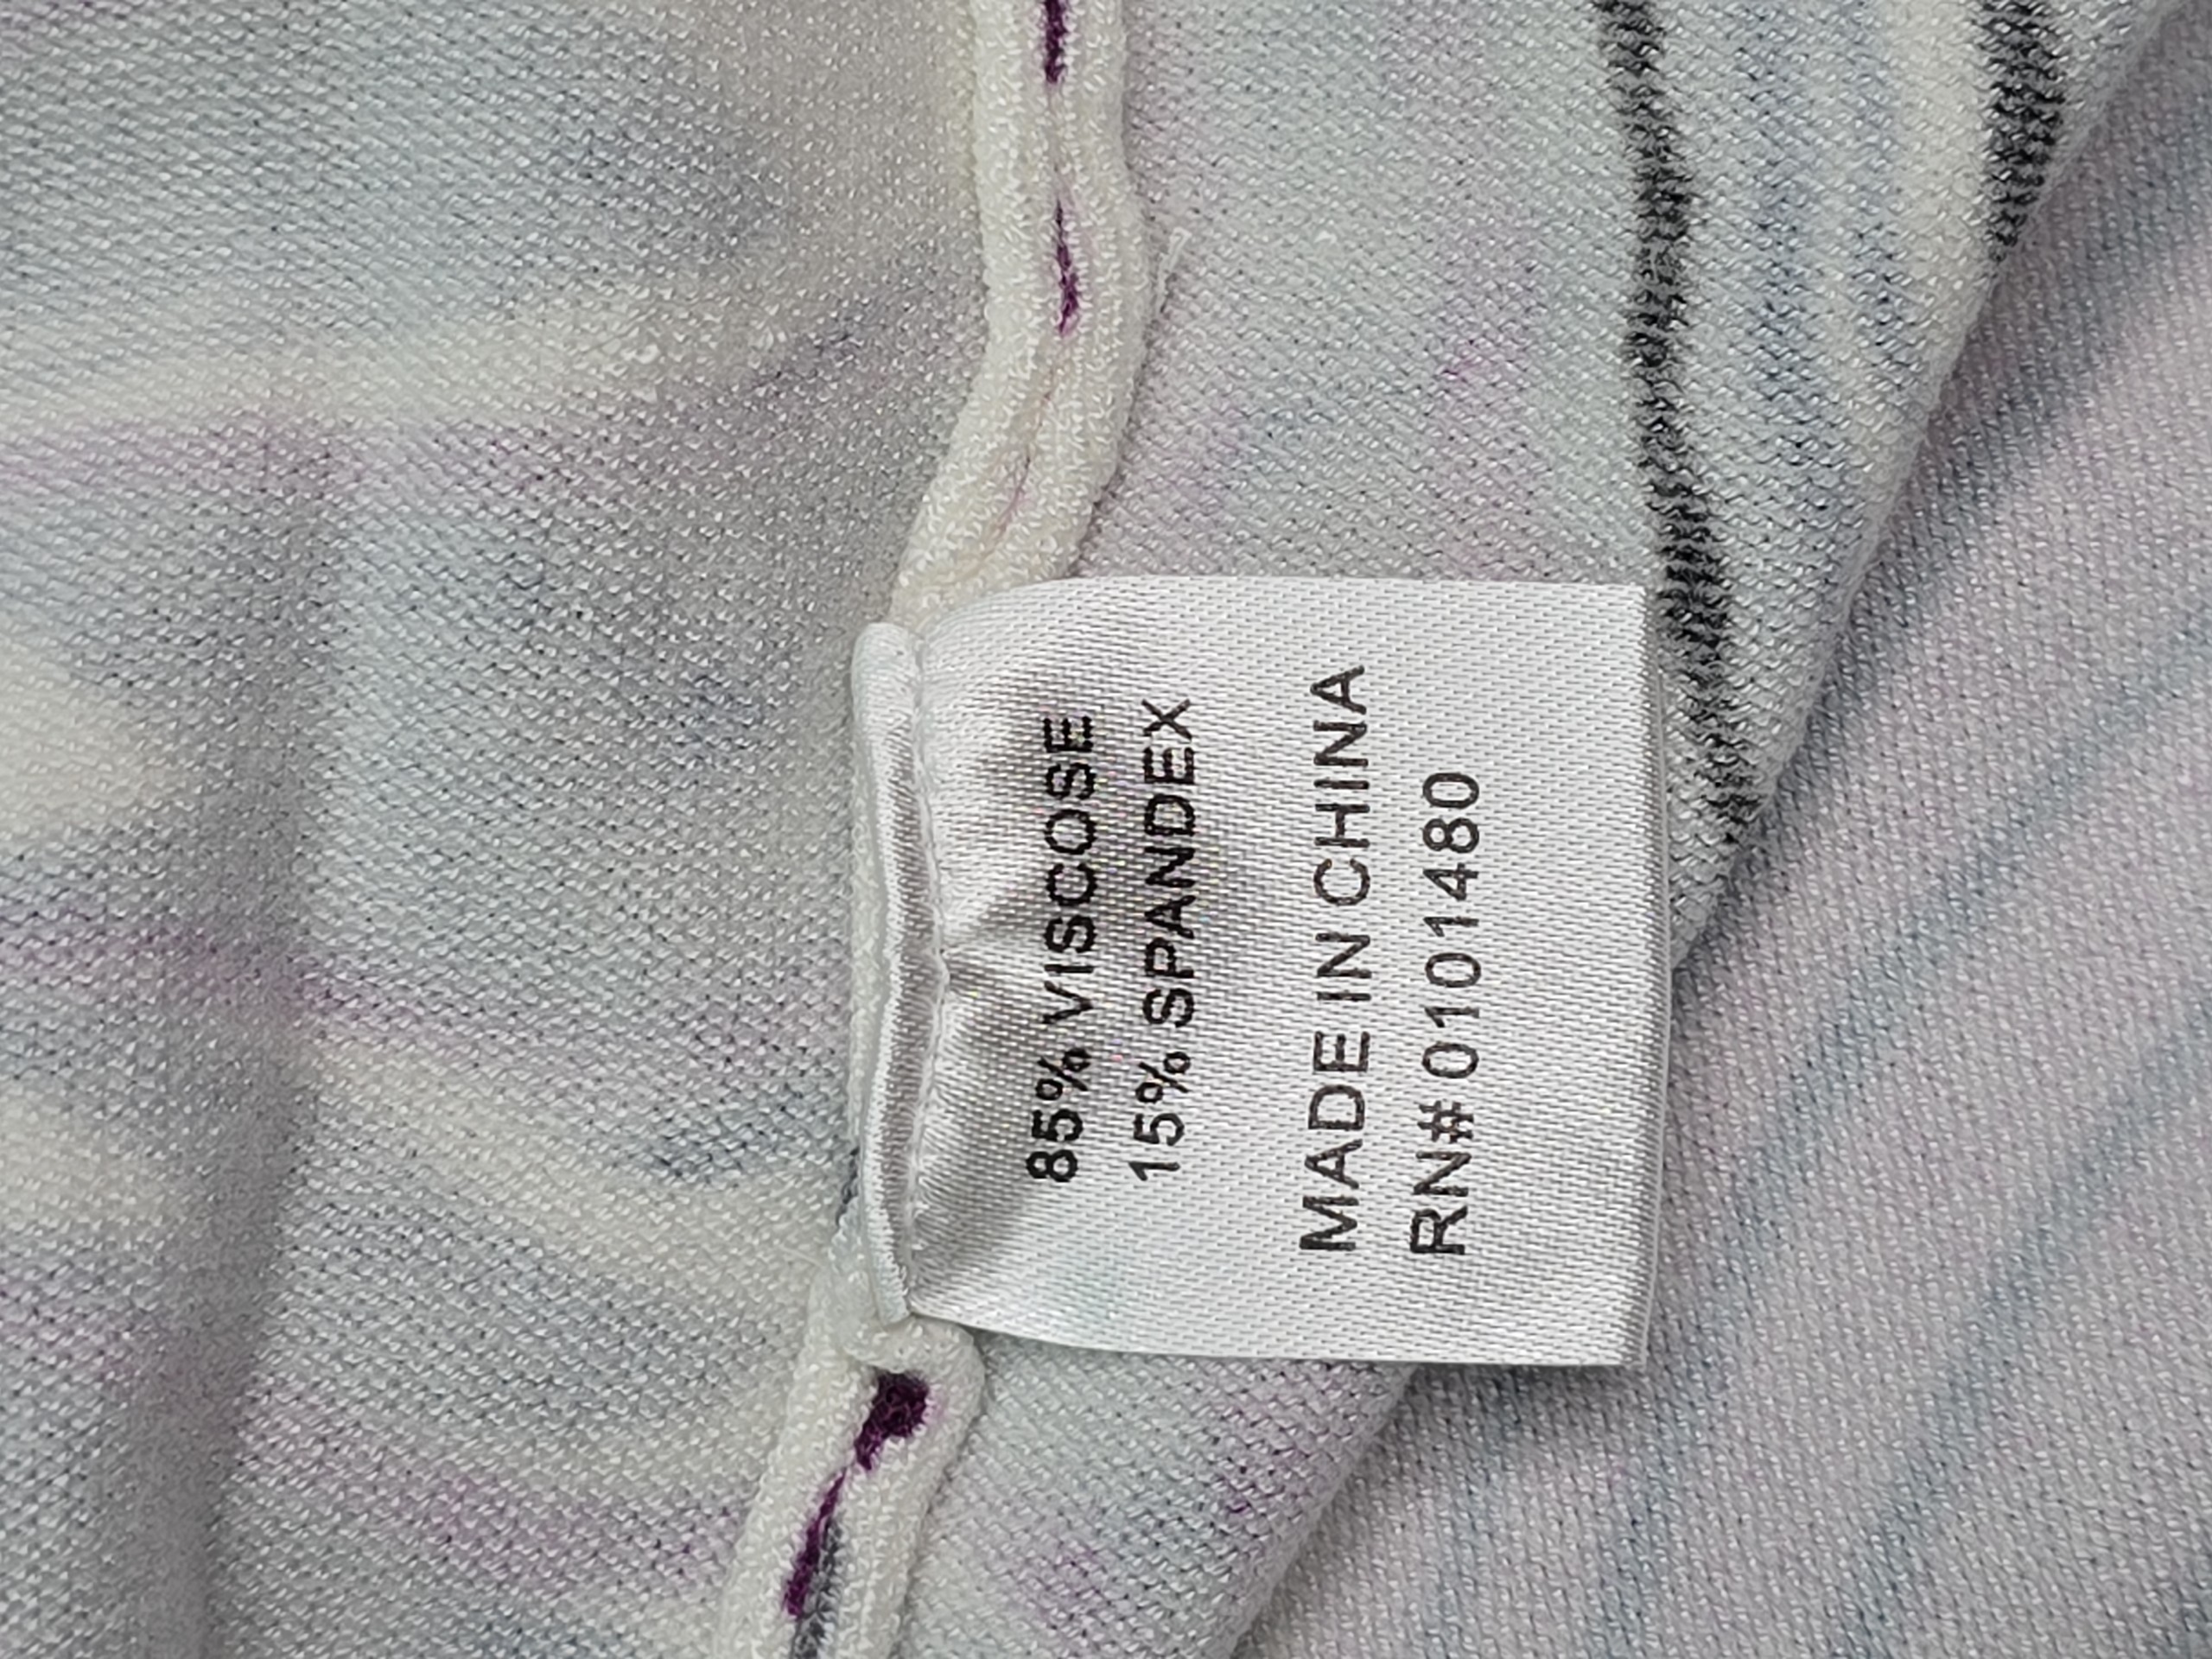 85% VISCOSE
15% SPANDEX
MADE IN CHINA
RN# 0101480